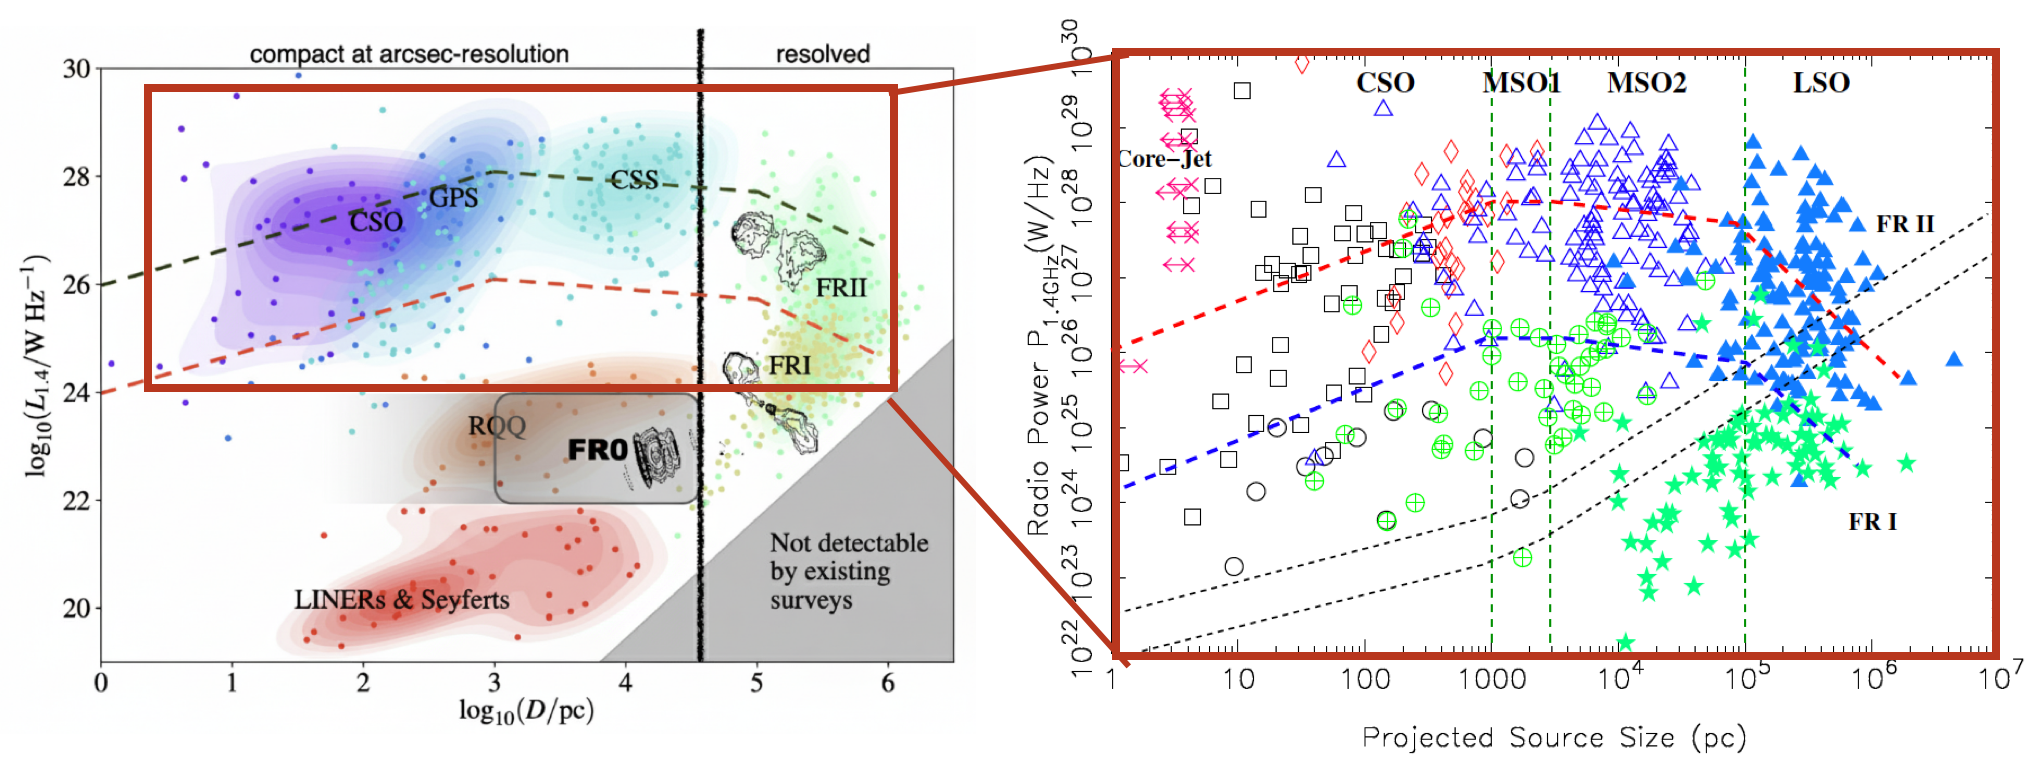 compact at arcsec-resolution
resolved
30
28
26
24
22
20
log10(L1.4/W Hz−1)
CSO
GPS
CSS
FRII
FRI
RQQ
FR0
LINERs & Seyferts
Not detectable
by existing
surveys
0 1 2 3 4 5 6
log10(D/pc)
CSO MSO1 MSO2 LSO
Core-Jet
FR II
FR I
10^30
10^29
10^28
10^27
10^26
10^25
10^24
10^23
10^22
Radio Power P1.4GHz(W/Hz)
1 10 100 1000 10^4 10^5 10^6 10^7
Projected Source Size (pc)